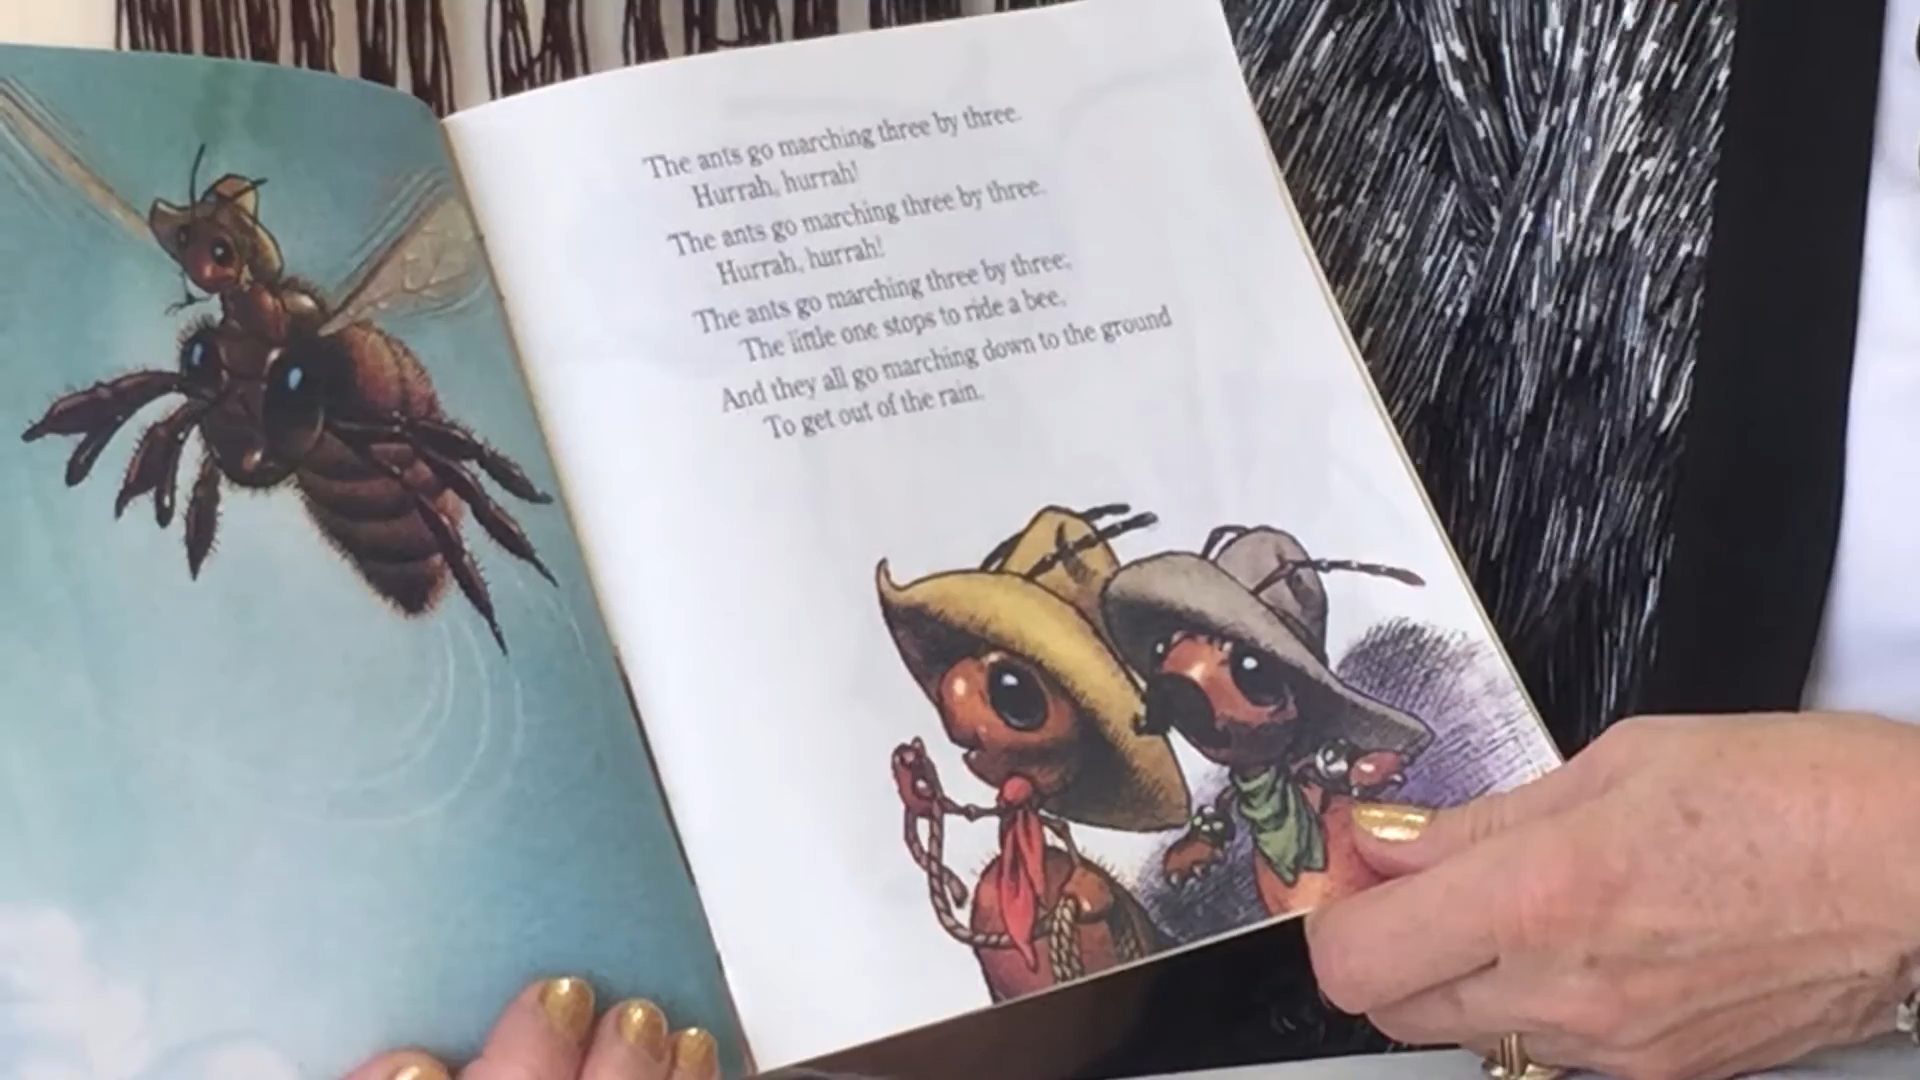 The ants go marching three by three.
Hurrah, hurrah!
The ants go marching three by three.
Hurrah, hurrah!
The ants go marching three by three;
The little one stops to ride a bee,
And they all go marching down to the ground
To get out of the rain.